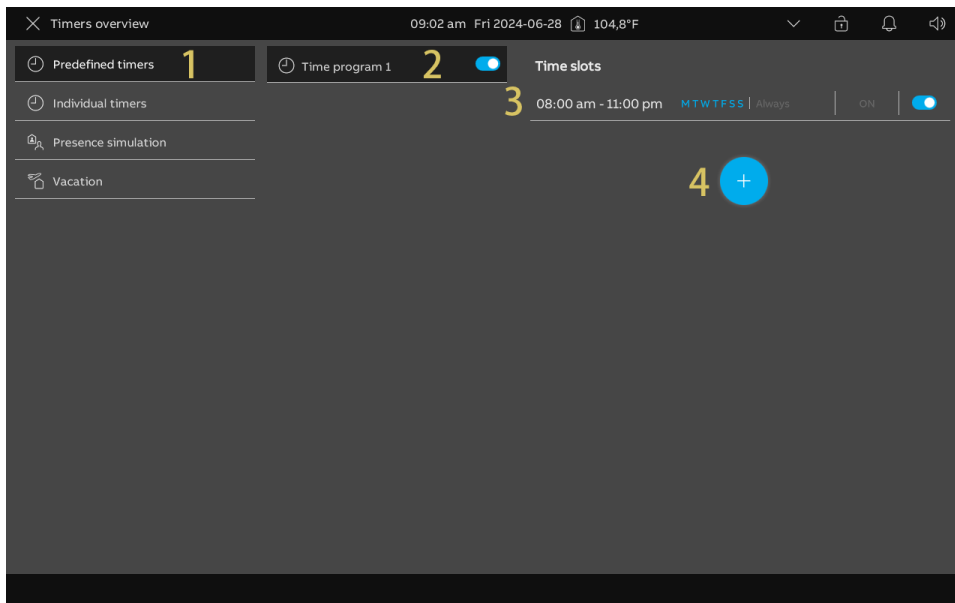 Timers overview
09:02 am Fri 2024-06-28 104,8°F
Predefined timers 1
Time program 1 2
Time slots
3 08:00 am - 11:00 pm MTWTFSS | Always ON
Individual timers
Presence simulation
Vacation
4 +